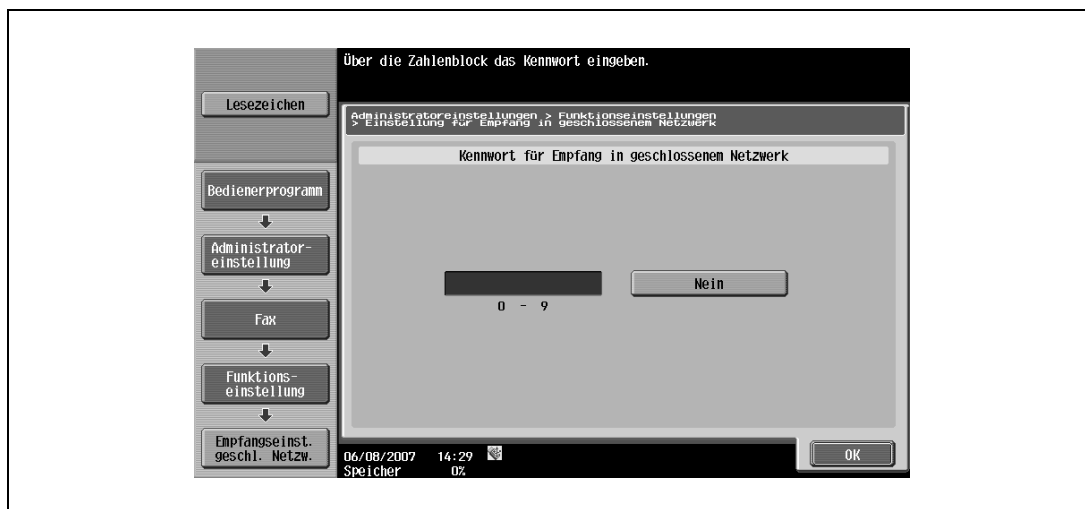 Über die Zahlenblock das Kennwort eingeben.
Lesezeichen
Administratoreinstellungen > Funktionseinstellungen
> Einstellung für Empfang in geschlossenem Netzwerk
Kennwort für Empfang in geschlossenem Netzwerk
Bedienerprogramm
Administrator-
einstellung
Fax
Funktions-
einstellung
Empfangseinst.
geschl. Netzw.
Nein
0 - 9
06/08/2007 14:29
Speicher 0%
OK